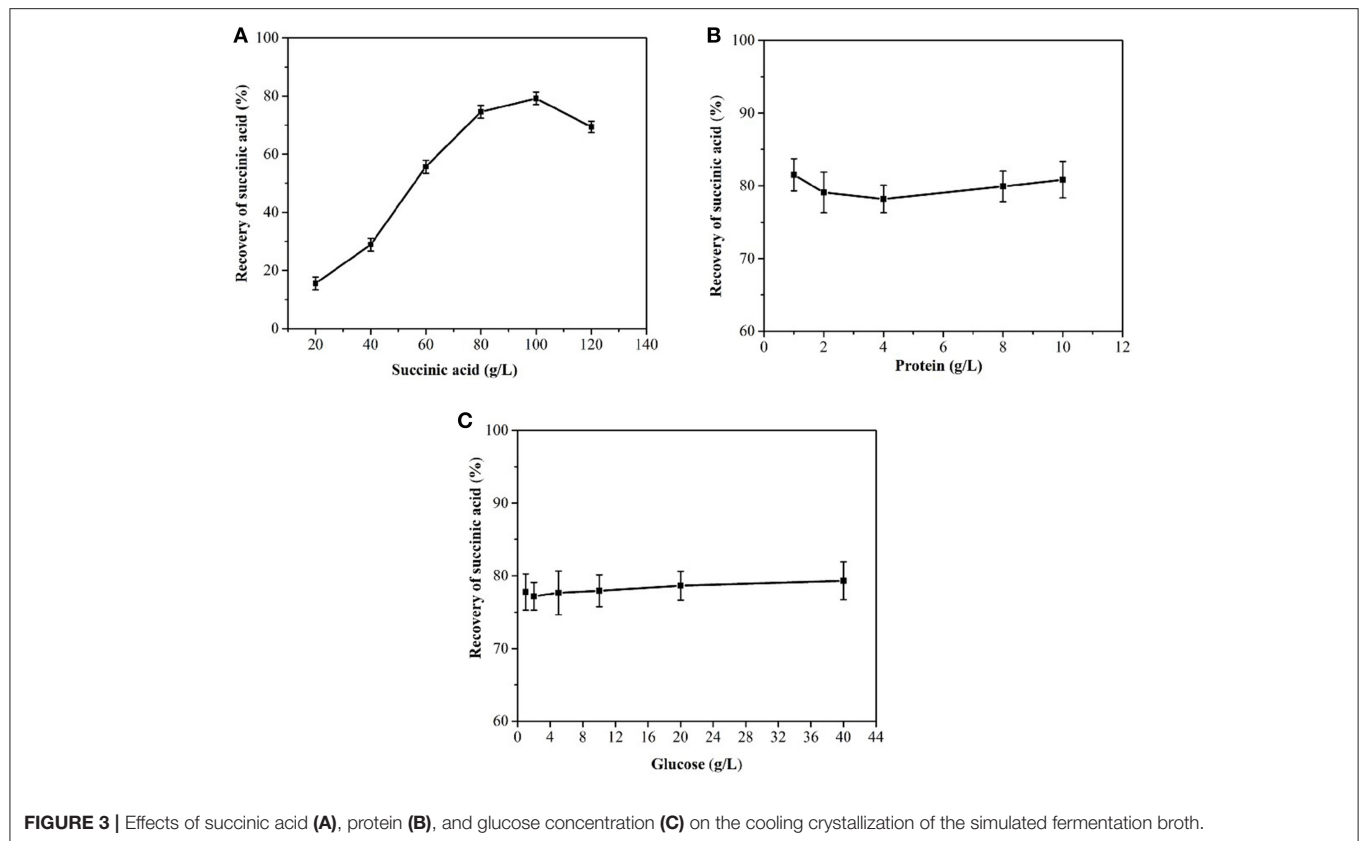 A
100
80
60
40
20
0
Recovery of succinic acid (%)
20 40 60 80 100 120 140
Succinic acid (g/L)
B
100
90
80
70
60
Recovery of succinic acid (%)
0 2 4 6 8 10 12
Protein (g/L)
C
100
90
80
70
60
Recovery of succinic acid (%)
0 4 8 12 16 20 24 28 32 36 40 44
Glucose (g/L)
FIGURE 3 | Effects of succinic acid (A), protein (B), and glucose concentration (C) on the cooling crystallization of the simulated fermentation broth.